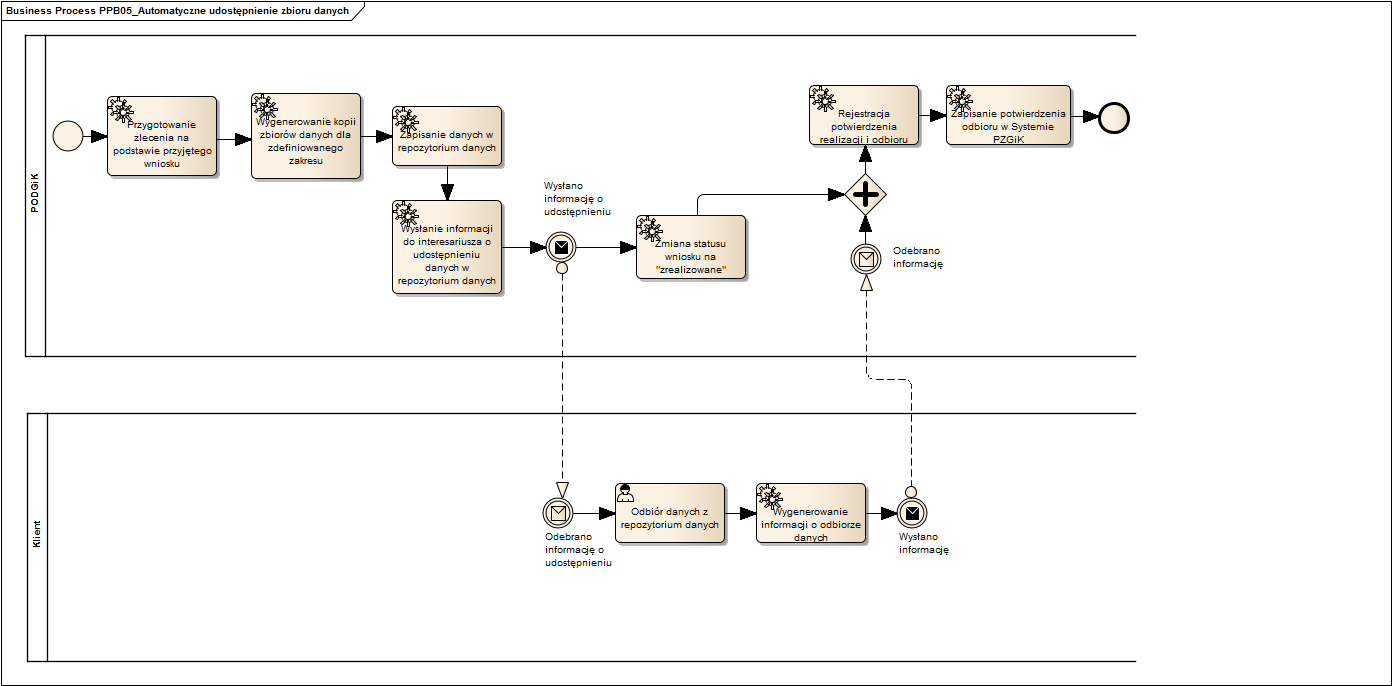 Business Process PPB05_Automatyczne udostępnienie zbioru danych
PODGiK
Przygotowanie
zlecenia na
podstawie przyjętego
wniosku
Wygenerowanie kopii
zbiorów danych dla
zdefiniowanego
zakresu
Zapisanie danych w
repozytorium danych
Wysłanie informacji
do interesariusza o
udostępnieniu
danych w
repozytorium danych
Wysłano
informację o
udostępnieniu
Zmiana statusu
wniosku na
"zrealizowane"
Rejestracja
potwierdzenia
realizacji i odbioru
Zapisanie potwierdzenia
odbioru w Systemie
PZGiK
Odebrano
informację
Klient
Odebrano
informację o
udostępnieniu
Odbiór danych z
repozytorium danych
Wygenerowanie
informacji o odbiorze
danych
Wysłano
informację